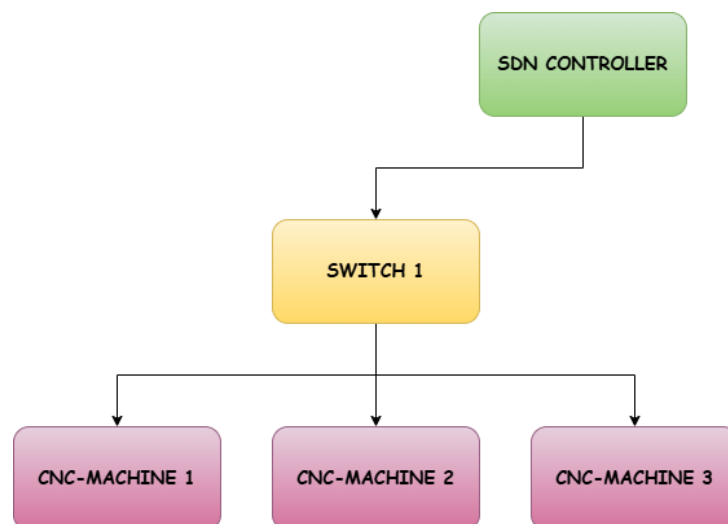 SDN CONTROLLER
SWITCH 1
CNC-MACHINE 1
CNC-MACHINE 2
CNC-MACHINE 3